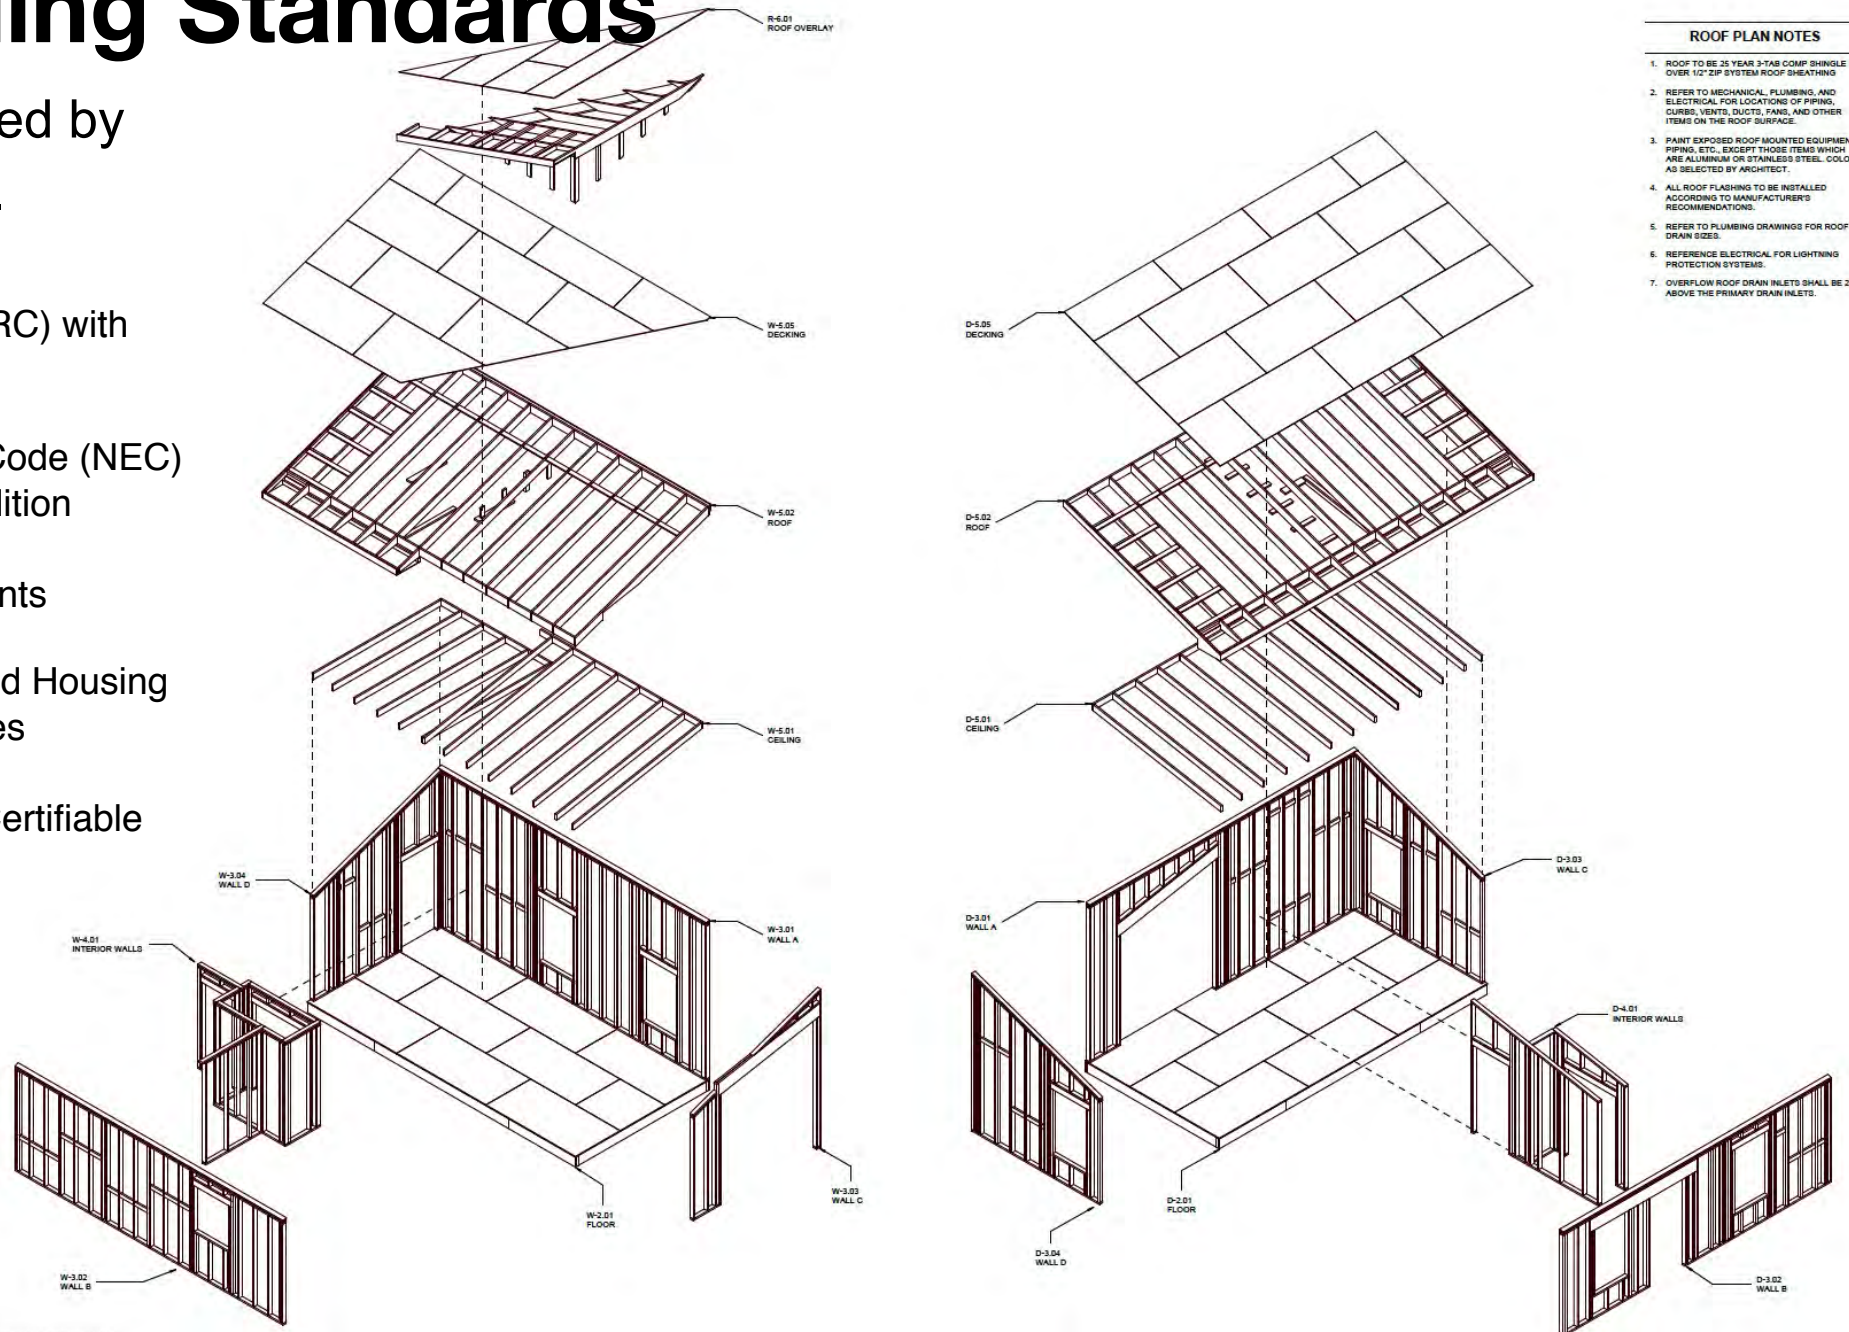 ling Standards
ed by
.
RC) with
Code (NEC)
lition
nts
d Housing
es
ertifiable
R-6.01
ROOF OVERLAY
W-5.05
DECKING
W-5.02
ROOF
W-5.01
CEILING
W-3.04
WALL D
W-3.01
WALL A
W-4.01
INTERIOR WALLS
W-3.03
WALL C
W-2.01
FLOOR
W-3.02
WALL B
D-5.05
DECKING
D-5.02
ROOF
D-5.01
CEILING
D-3.03
WALL C
D-3.01
WALL A
D-4.01
INTERIOR WALLS
D-2.01
FLOOR
D-3.04
WALL D
D-3.02
WALL B
ROOF PLAN NOTES
1. ROOF TO BE 25 YEAR 3-TAB COMP SHINGLE
OVER 1/2" ZIP SYSTEM ROOF SHEATHING
2. REFER TO MECHANICAL, PLUMBING, AND
ELECTRICAL FOR LOCATIONS OF PIPING,
CURBS, VENTS, DUCTS, FANS, AND OTHER
ITEMS ON THE ROOF SURFACE.
3. PAINT EXPOSED ROOF MOUNTED EQUIPMEN
PIPING, ETC., EXCEPT THOSE ITEMS WHICH
ARE ALUMINUM OR STAINLESS STEEL. COLO
AS SELECTED BY ARCHITECT.
4. ALL ROOF FLASHING TO BE INSTALLED
ACCORDING TO MANUFACTURER'S
RECOMMENDATIONS.
5. REFER TO PLUMBING DRAWINGS FOR ROOF
DRAIN SIZES.
6. REFERENCE ELECTRICAL FOR LIGHTNING
PROTECTION SYSTEMS.
7. OVERFLOW ROOF DRAIN INLETS SHALL BE 2
ABOVE THE PRIMARY DRAIN INLETS.